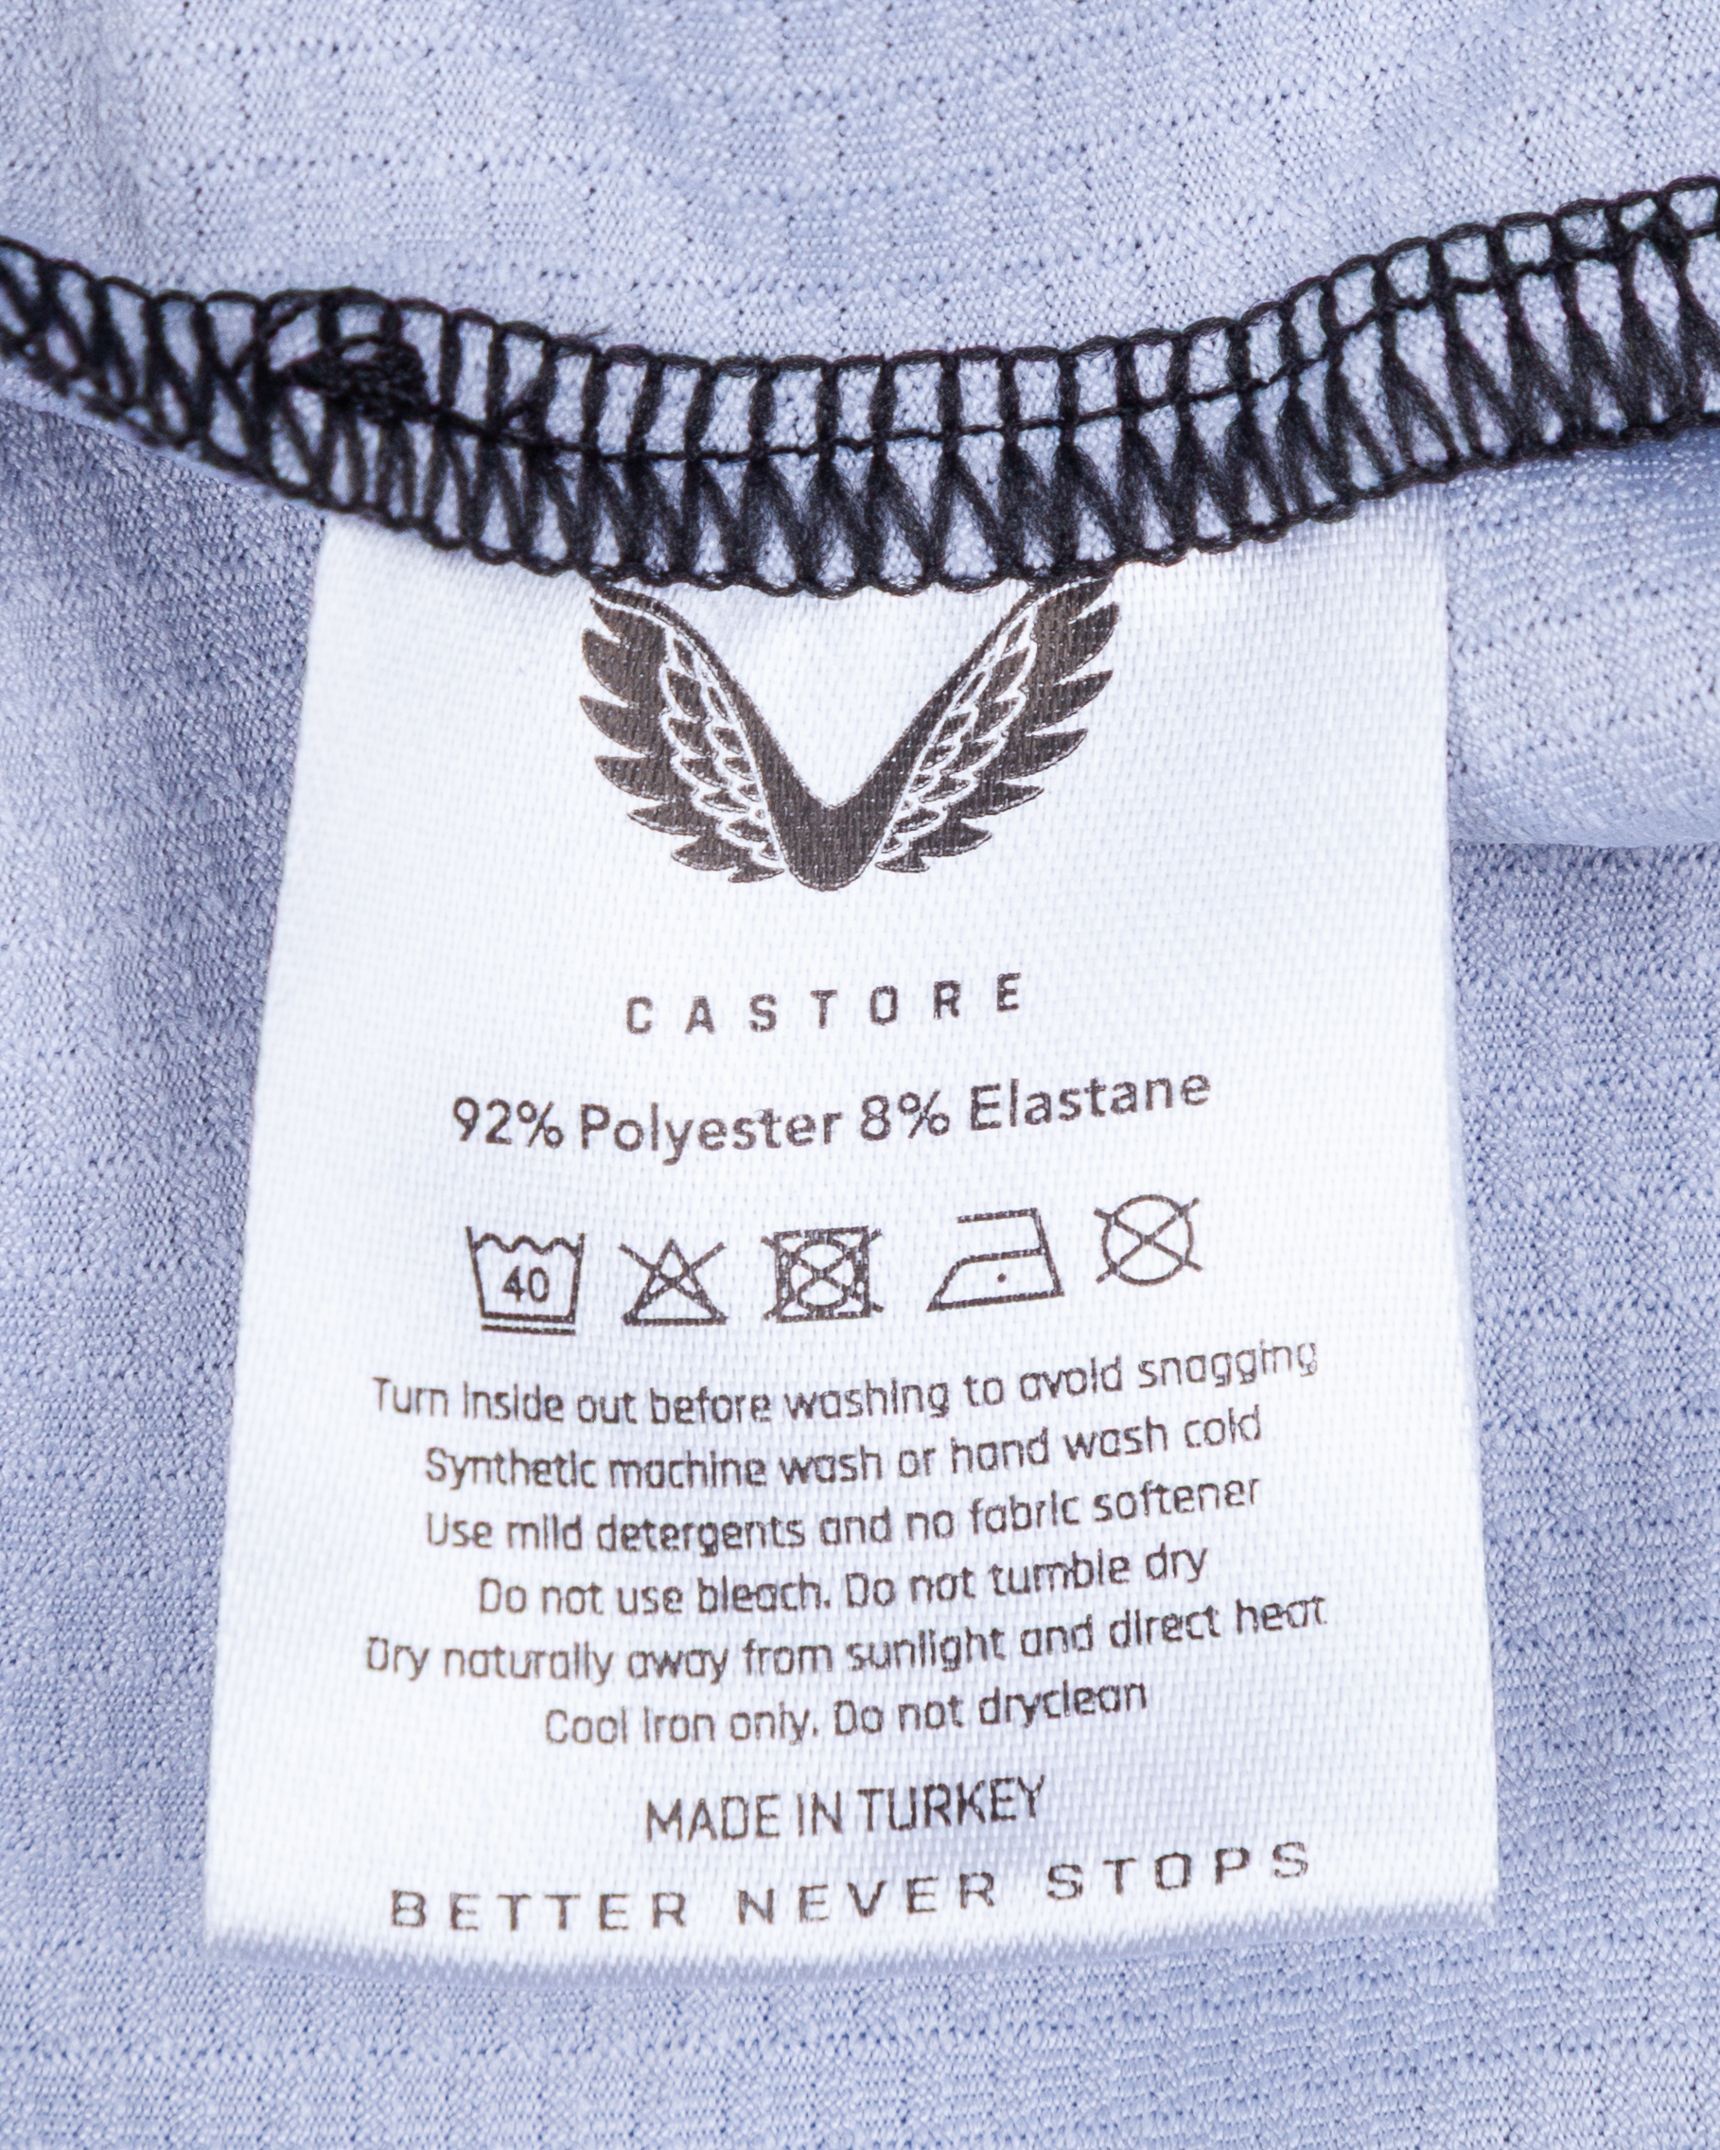 CASTORE
92% Polyester 8% Elastane
40
Turn inside out before washing to avoid snagging
Synthetic machine wash or hand wash cold
Use mild detergents and no fabric softener
Do not use bleach. Do not tumble dry
Dry naturally away from sunlight and direct heat
Cool iron only. Do not dryclean
MADE IN TURKEY
BETTER NEVER STOPS